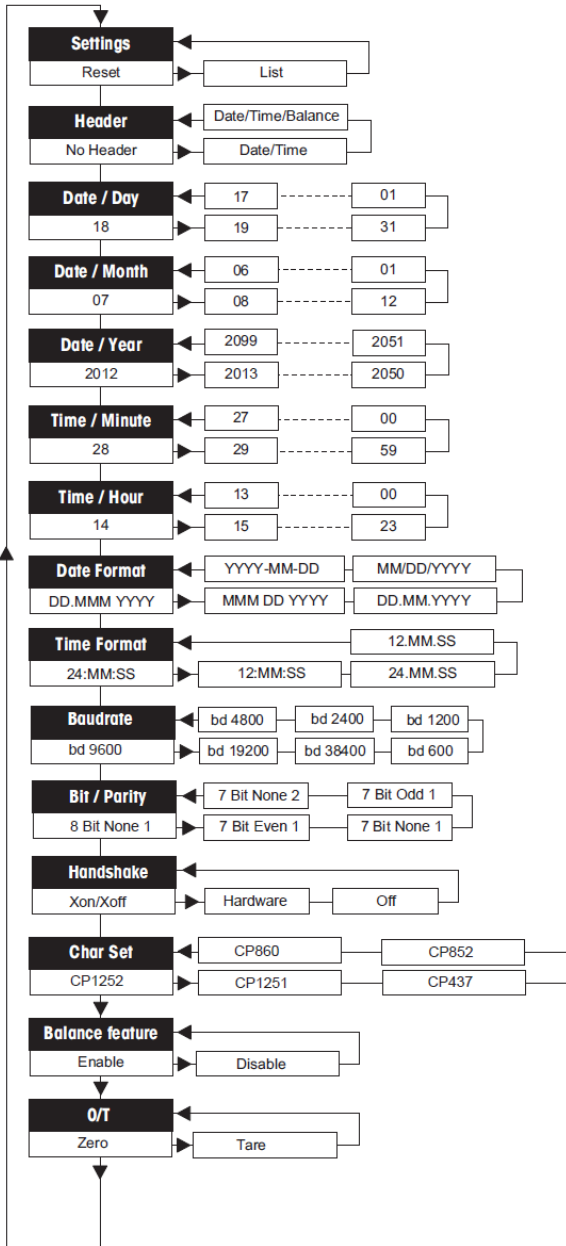 Settings
Reset List
Date/Time/Balance
Header
No Header Date/Time
Date / Day 17 01
18 19 31
Date / Month 06 01
07 08 12
Date / Year 2099 2051
2012 2013 2050
Time / Minute 27 00
28 29 59
Time / Hour 13 00
14 15 23
Date Format YYYY-MM-DD MM/DD/YYYY
DD.MMM YYYY MMM DD YYYY DD.MM.YYYY
Time Format 12.MM.SS
24:MM:SS 12:MM:SS 24.MM.SS
Baudrate bd 4800 bd 2400 bd 1200
bd 9600 bd 19200 bd 38400 bd 600
Bit / Parity 7 Bit None 2 7 Bit Odd 1
8 Bit None 1 7 Bit Even 1 7 Bit None 1
Handshake
Xon/Xoff Hardware Off
Char Set CP860 CP852
CP1252 CP1251 CP437
Balance feature
Enable Disable
O/T
Zero Tare